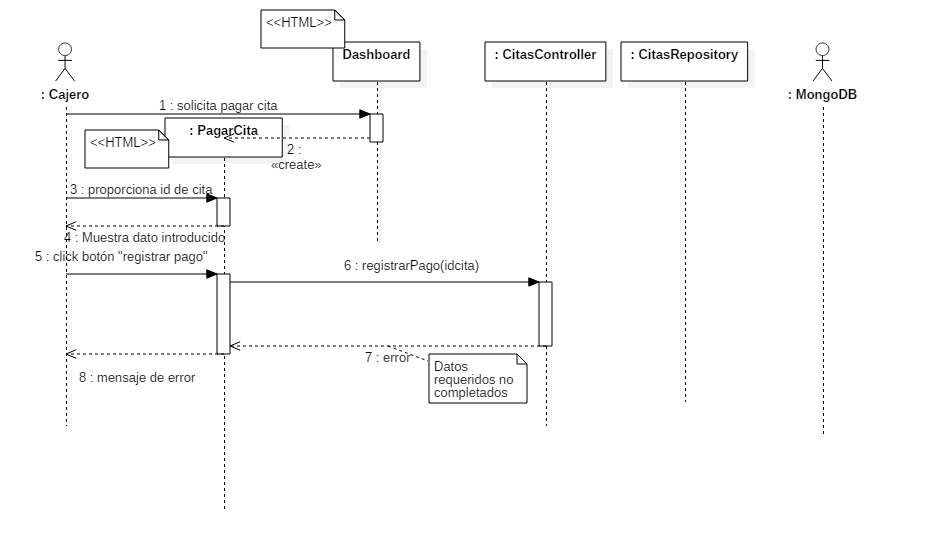 <<HTML>>
Dashboard
: CitasController
: CitasRepository
: Cajero
: MongoDB
1 : solicita pagar cita
: PagarCita
<<HTML>>
2 :
«create»
3 : proporciona id de cita
4 : Muestra dato introducido
5 : click botón "registrar pago"
6 : registrarPago(idcita)
7 : error
Datos
requeridos no
completados
8 : mensaje de error